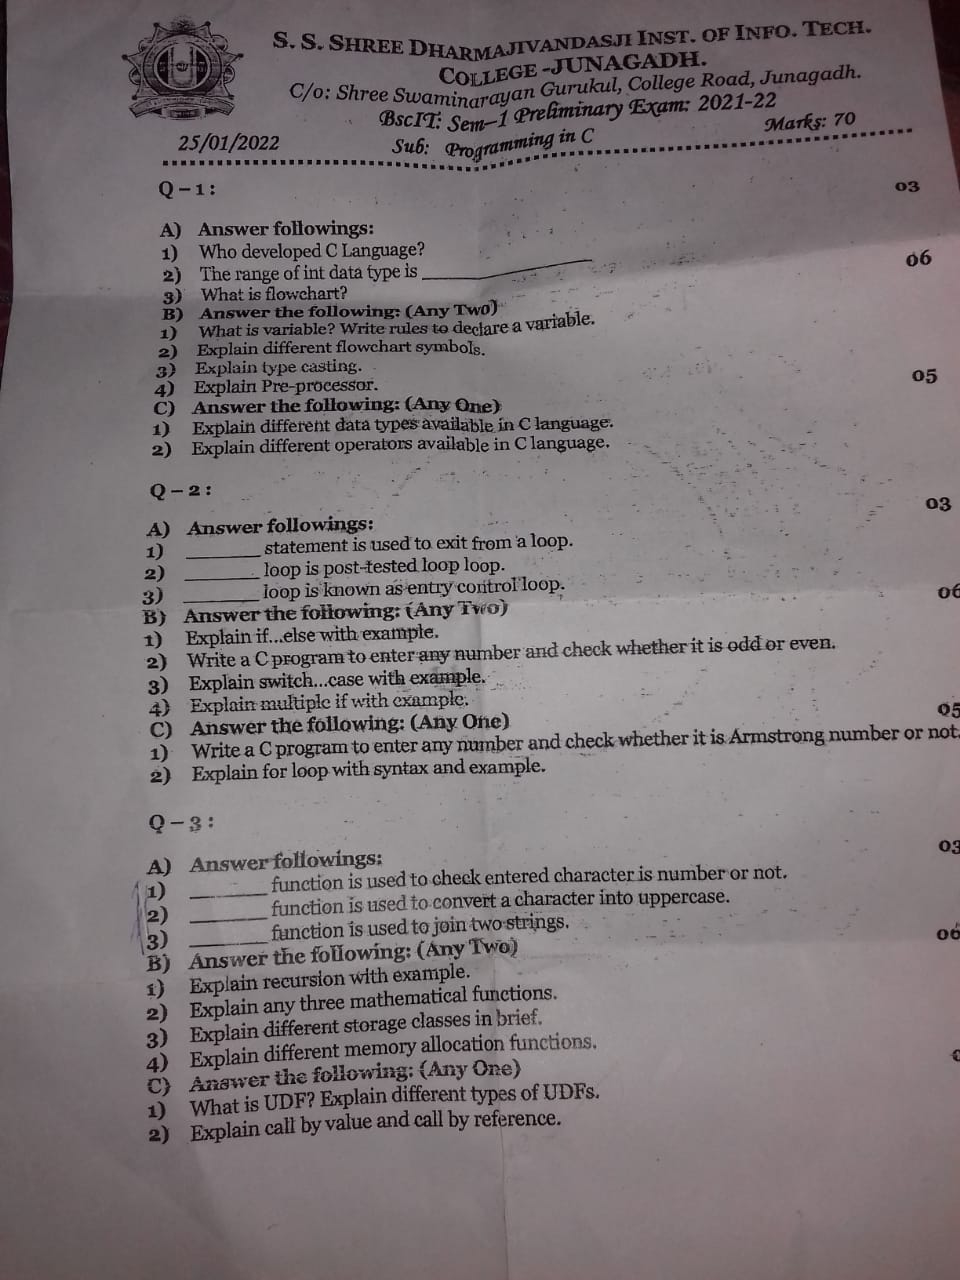 S. S. SHREE DHARMAJIVANDASJI INST. OF INFO. TECH.
COLLEGE -JUNAGADH.
C/o: Shree Swaminarayan Gurukul, College Road, Junagadh.
BscIT: Sem-1 Preliminary Exam: 2021-22
25/01/2022 Sub: Programming in C Marks: 70
Q-1: 03
A) Answer followings:
1) Who developed C Language?
2) The range of int data type is ________
3) What is flowchart?
B) Answer the following: (Any Two) 06
1) What is variable? Write rules to declare a variable.
2) Explain different flowchart symbols.
3) Explain type casting.
4) Explain Pre-processor.
C) Answer the following: (Any One) 05
1) Explain different data types available in C language.
2) Explain different operators available in C language.
Q-2:
A) Answer followings: 03
1) ________ statement is used to exit from a loop.
2) ________ loop is post-tested loop loop.
3) ________ loop is known as entry control loop.
B) Answer the following: (Any Two) 06
1) Explain if...else with example.
2) Write a C program to enter any number and check whether it is odd or even.
3) Explain switch...case with example.
4) Explain multiple if with example.
C) Answer the following: (Any One) 05
1) Write a C program to enter any number and check whether it is Armstrong number or not.
2) Explain for loop with syntax and example.
Q-3:
A) Answer followings: 03
1) ________ function is used to check entered character is number or not.
2) ________ function is used to convert a character into uppercase.
3) ________ function is used to join two strings.
B) Answer the following: (Any Two) 06
1) Explain recursion with example.
2) Explain any three mathematical functions.
3) Explain different storage classes in brief.
4) Explain different memory allocation functions.
C) Answer the following: (Any One)
1) What is UDF? Explain different types of UDFs.
2) Explain call by value and call by reference.